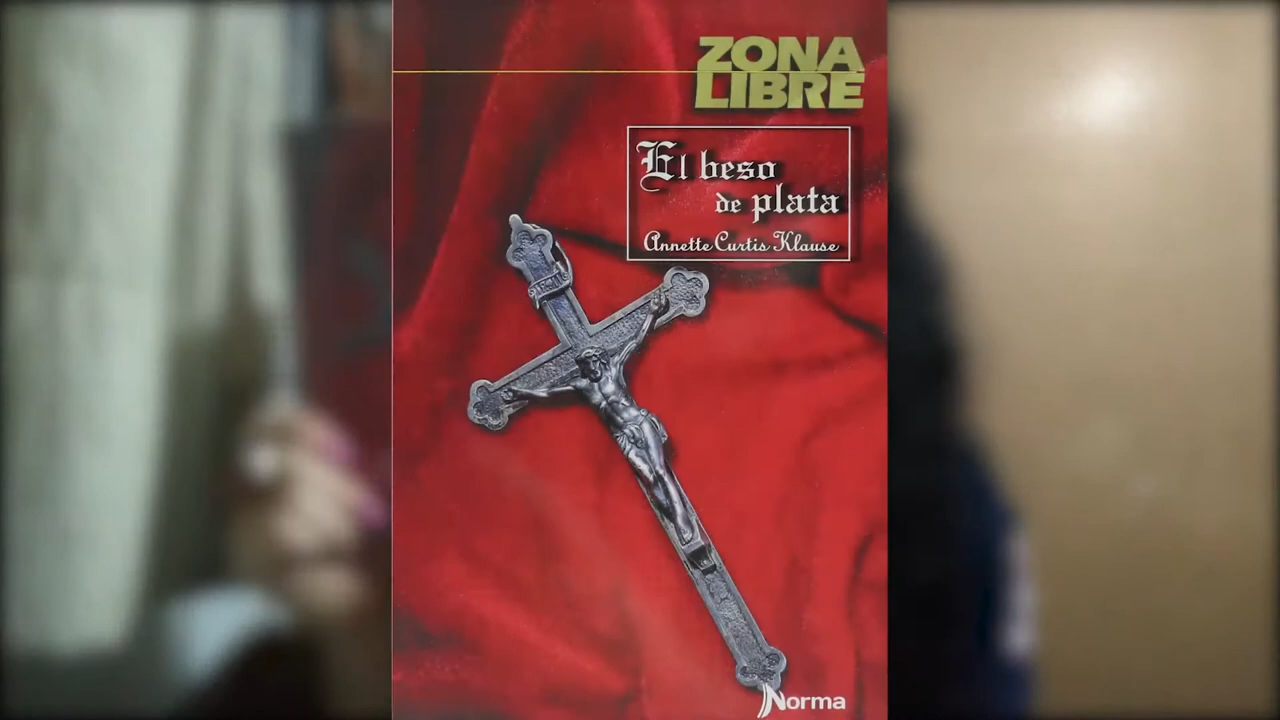 ZONA
LIBRE
El beso
de plata
Annette Curtis Klause
Norma